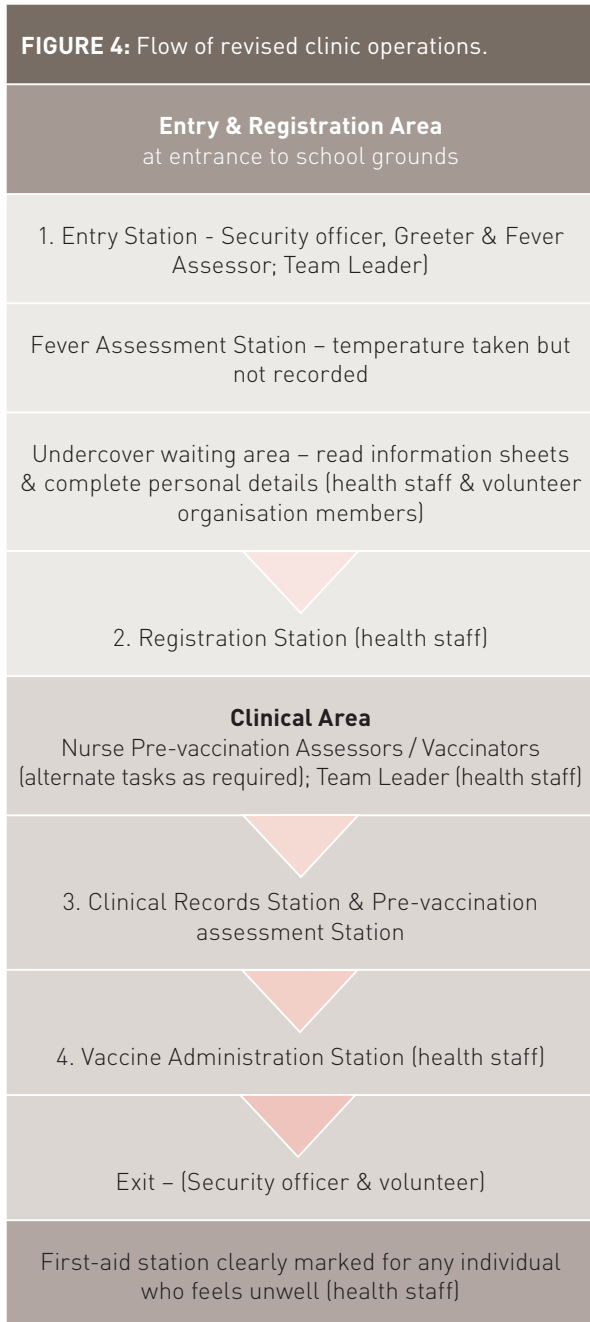 FIGURE 4: Flow of revised clinic operations.
Entry & Registration Area
at entrance to school grounds
1. Entry Station - Security officer, Greeter & Fever
Assessor; Team Leader)
Fever Assessment Station – temperature taken but
not recorded
Undercover waiting area – read information sheets
& complete personal details (health staff & volunteer
organisation members)
2. Registration Station (health staff)
Clinical Area
Nurse Pre-vaccination Assessors / Vaccinators
(alternate tasks as required); Team Leader (health staff)
3. Clinical Records Station & Pre-vaccination
assessment Station
4. Vaccine Administration Station (health staff)
Exit – (Security officer & volunteer)
First-aid station clearly marked for any individual
who feels unwell (health staff)